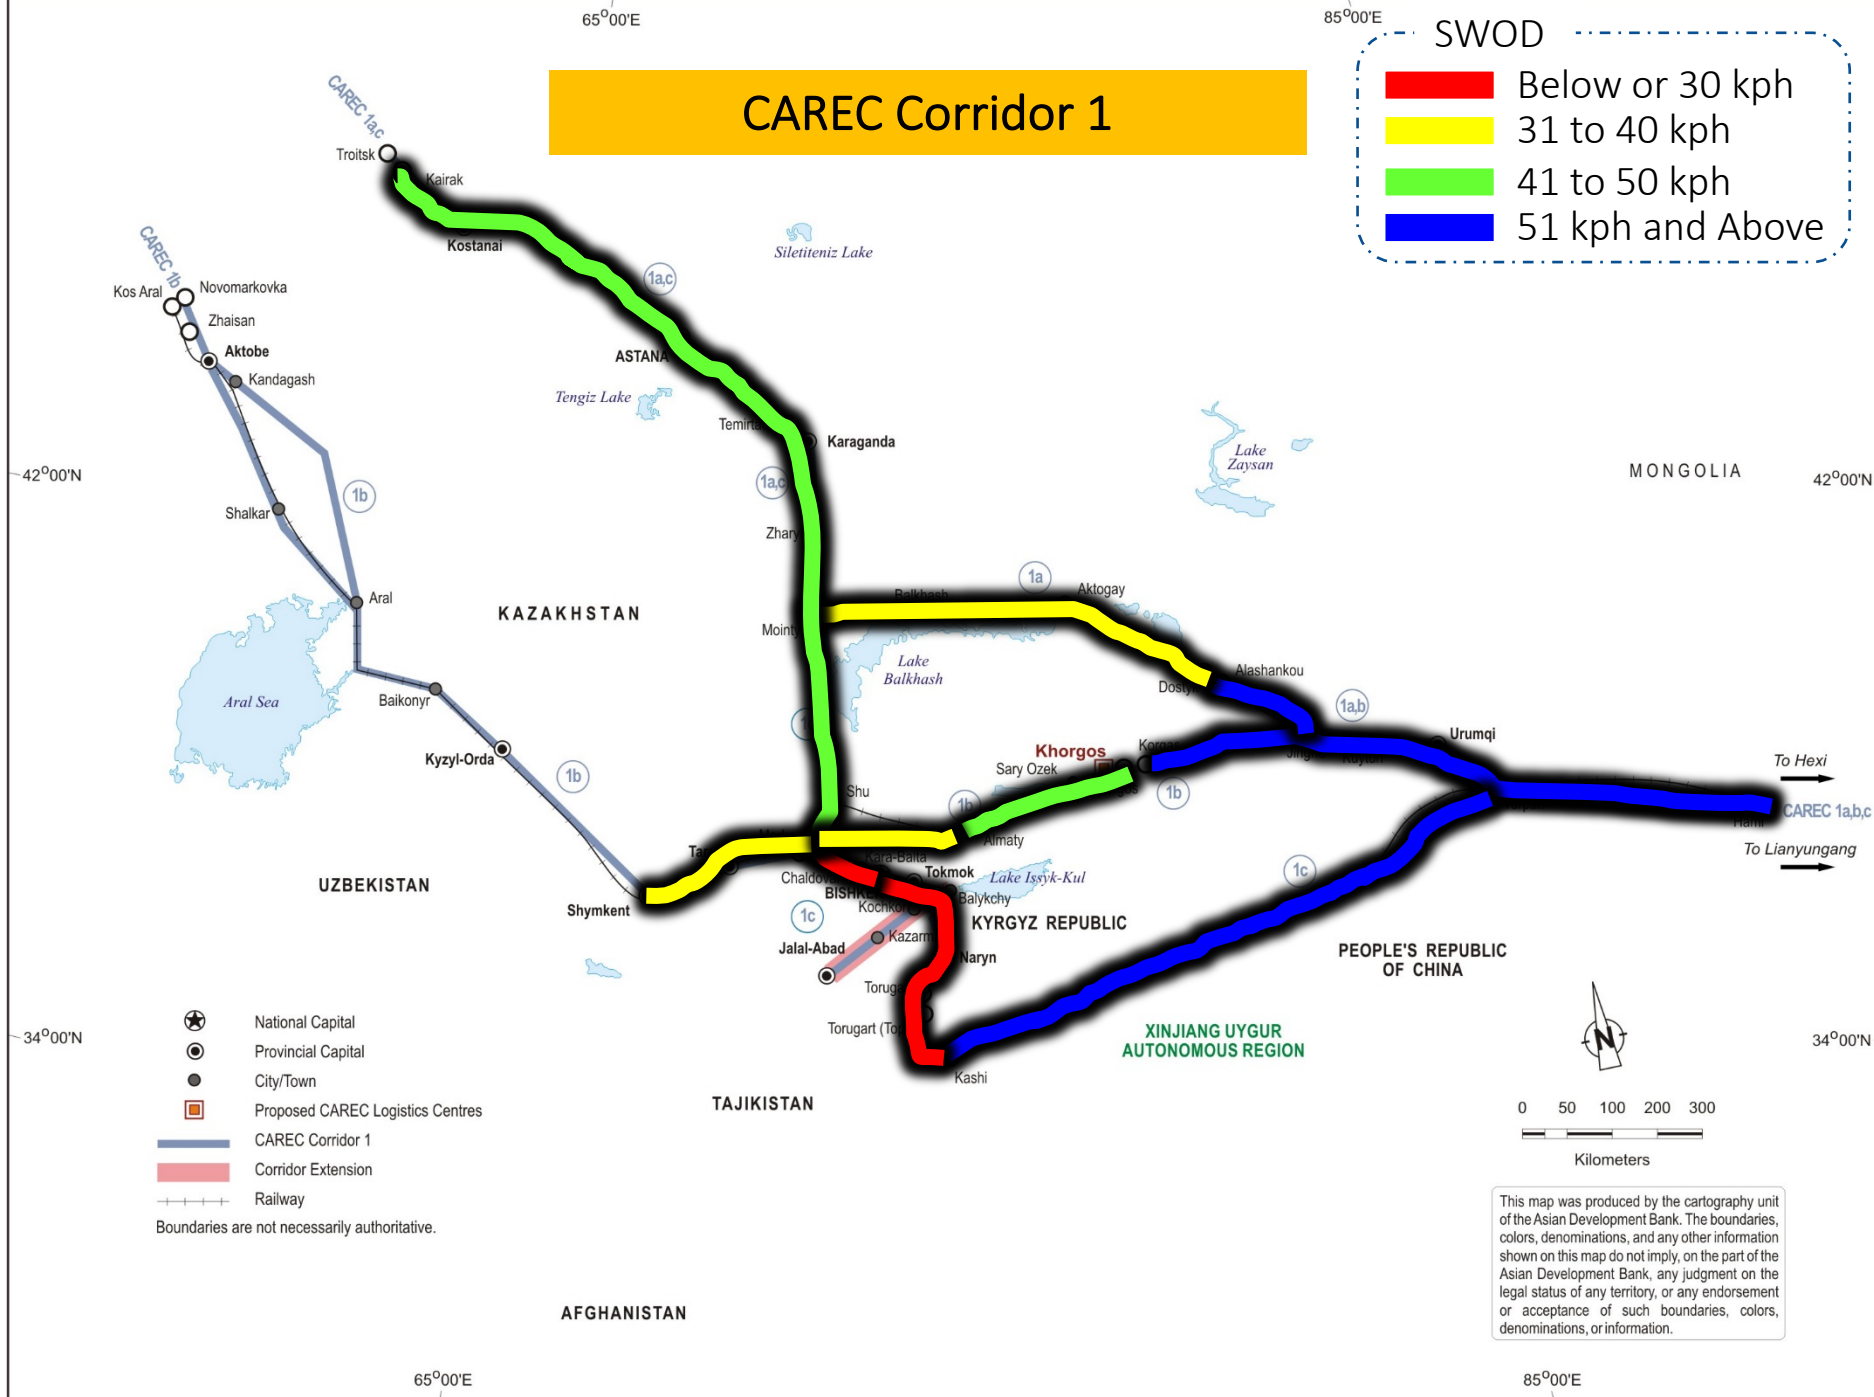 65°00'E
85°00'E
SWOD
Below or 30 kph
31 to 40 kph
41 to 50 kph
51 kph and Above
CAREC Corridor 1
CAREC 1a,c
Troitsk
Kairak
Kostanai
Siletiteniz Lake
1a,c
CAREC 1b
Kos Aral
Novomarkovka
Zhaisan
Aktobe
Kandagash
ASTANA
Tengiz Lake
Karaganda
Lake
Zaysan
MONGOLIA
42°00'N
42°00'N
1a,c
1b
Shalkar
Aral
KAZAKHSTAN
1a
Balkhash
Aktogay
Lake
Balkhash
Alashankou
Aral Sea
Baikonyr
1a,b
Kyzyl-Orda
1b
Khorgos
Sary Ozek
Urumqi
To Hexi
1b
1b
Shu
CAREC 1a,b,c
Almaty
Kara-Balta
To Lianyungang
UZBEKISTAN
Tokmok
Lake Issyk-Kul
1c
Shymkent
1c
Balykchy
KYRGYZ REPUBLIC
Jalal-Abad
Naryn
PEOPLE'S REPUBLIC
OF CHINA
National Capital
Provincial Capital
City/Town
Proposed CAREC Logistics Centres
CAREC Corridor 1
Corridor Extension
Railway
Boundaries are not necessarily authoritative.
34°00'N
34°00'N
XINJIANG UYGUR
AUTONOMOUS REGION
N
Kashi
TAJIKISTAN
0 50 100 200 300
Kilometers
This map was produced by the cartography unit
of the Asian Development Bank. The boundaries,
colors, denominations, and any other information
shown on this map do not imply, on the part of the
Asian Development Bank, any judgment on the
legal status of any territory, or any endorsement
or acceptance of such boundaries, colors,
denominations, or information.
AFGHANISTAN
65°00'E
85°00'E